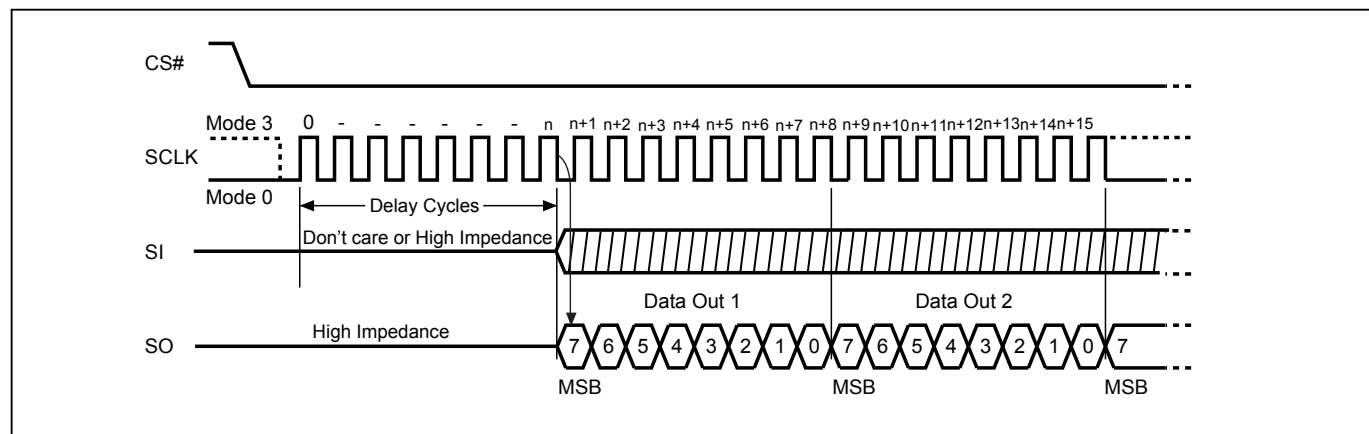 CS#
Mode 3 0 - - - - - - n n+1 n+2 n+3 n+4 n+5 n+6 n+7 n+8 n+9 n+10 n+11 n+12 n+13 n+14 n+15
SCLK
Mode 0
Delay Cycles
Don't care or High Impedance
SI
Data Out 1 Data Out 2
High Impedance
SO 7 6 5 4 3 2 1 0 7 6 5 4 3 2 1 0 7
MSB MSB MSB